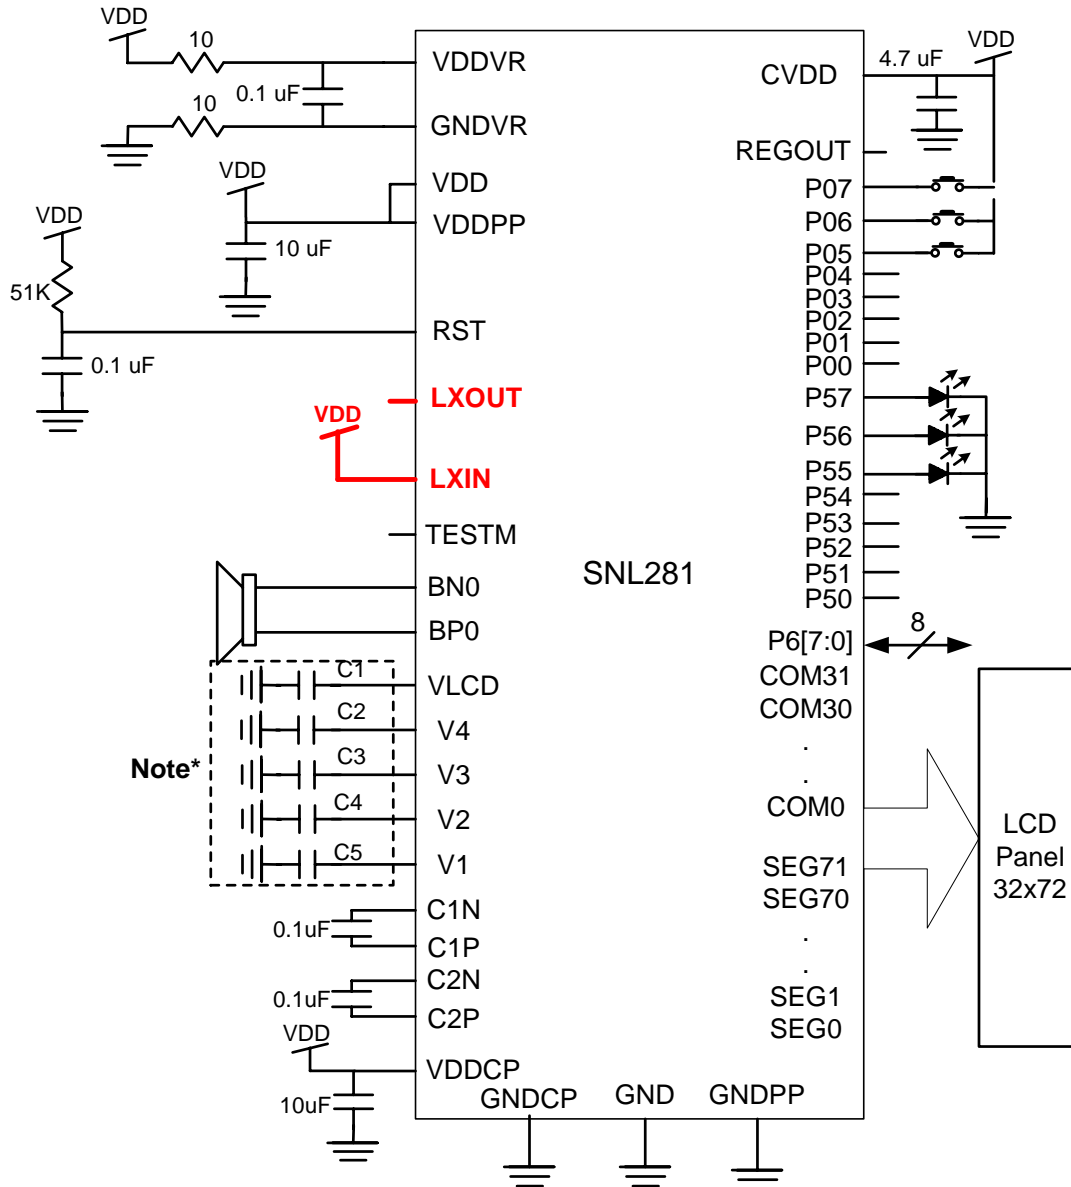 VDD
10
VDDVR
0.1 uF
10
GNDVR
VDD
VDD
VDDPP
10 uF
VDD
51K
RST
0.1 uF
LXOUT
VDD
LXIN
TESTM
BN0
BP0
C1
VLCD
C2
V4
Note*
C3
V3
C4
V2
C5
V1
C1N
0.1uF
C1P
C2N
0.1uF
C2P
VDD
VDDCP
10uF
GNDCP
GND
GNDPP
SNL281
VDD
4.7 uF
CVDD
REGOUT
P07
P06
P05
P04
P03
P02
P01
P00
P57
P56
P55
P54
P53
P52
P51
P50
8
P6[7:0]
COM31
COM30
.
.
COM0
SEG71
SEG70
.
.
SEG1
SEG0
LCD
Panel
32x72